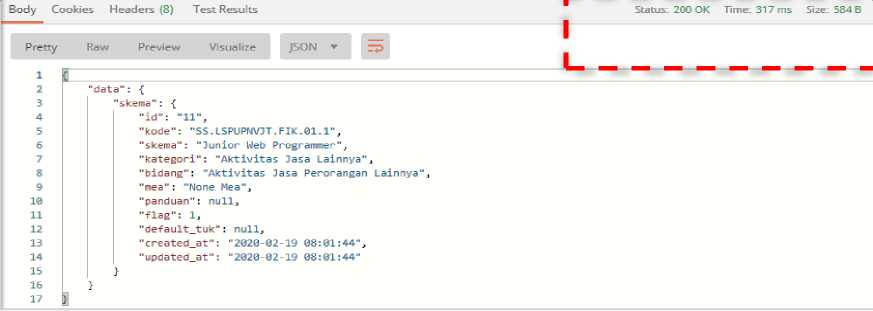 Body Cookies Headers (8) Test Results Status: 200 OK Time: 317 ms Size: 584 B
Pretty Raw Preview Visualize JSON
1 {
2 "data": {
3 "skema": {
4 "id": "11",
5 "kode": "SS.LSPUPNVJT.FIK.01.1",
6 "skema": "Junior Web Programmer",
7 "kategori": "Aktivitas Jasa Lainnya",
8 "bidang": "Aktivitas Jasa Perorangan Lainnya",
9 "mea": "None Mea",
10 "panduan": null,
11 "flag": 1,
12 "default_tuk": null,
13 "created_at": "2020-02-19 08:01:44",
14 "updated_at": "2020-02-19 08:01:44"
15 }
16 }
17 }